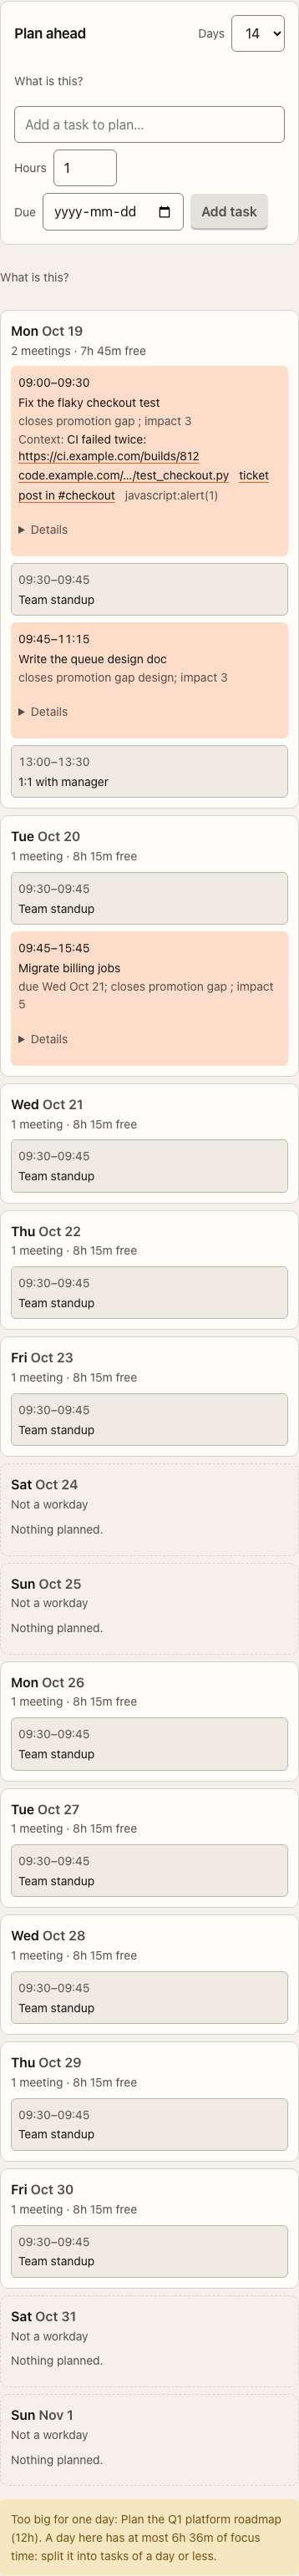 Plan ahead
Days 14
What is this?
Add a task to plan...
Hours 1
Due yyyy-mm-dd Add task
What is this?
Mon Oct 19
2 meetings · 7h 45m free
09:00–09:30
Fix the flaky checkout test
closes promotion gap ; impact 3
Context: CI failed twice:
https://ci.example.com/builds/812
code.example.com/…/test_checkout.py ticket
post in #checkout javascript:alert(1)
Details
09:30–09:45
Team standup
09:45–11:15
Write the queue design doc
closes promotion gap design; impact 3
Details
13:00–13:30
1:1 with manager
Tue Oct 20
1 meeting · 8h 15m free
09:30–09:45
Team standup
09:45–15:45
Migrate billing jobs
due Wed Oct 21; closes promotion gap ; impact
5
Details
Wed Oct 21
1 meeting · 8h 15m free
09:30–09:45
Team standup
Thu Oct 22
1 meeting · 8h 15m free
09:30–09:45
Team standup
Fri Oct 23
1 meeting · 8h 15m free
09:30–09:45
Team standup
Sat Oct 24
Not a workday
Nothing planned.
Sun Oct 25
Not a workday
Nothing planned.
Mon Oct 26
1 meeting · 8h 15m free
09:30–09:45
Team standup
Tue Oct 27
1 meeting · 8h 15m free
09:30–09:45
Team standup
Wed Oct 28
1 meeting · 8h 15m free
09:30–09:45
Team standup
Thu Oct 29
1 meeting · 8h 15m free
09:30–09:45
Team standup
Fri Oct 30
1 meeting · 8h 15m free
09:30–09:45
Team standup
Sat Oct 31
Not a workday
Nothing planned.
Sun Nov 1
Not a workday
Nothing planned.
Too big for one day: Plan the Q1 platform roadmap
(12h). A day here has at most 6h 36m of focus
time: split it into tasks of a day or less.